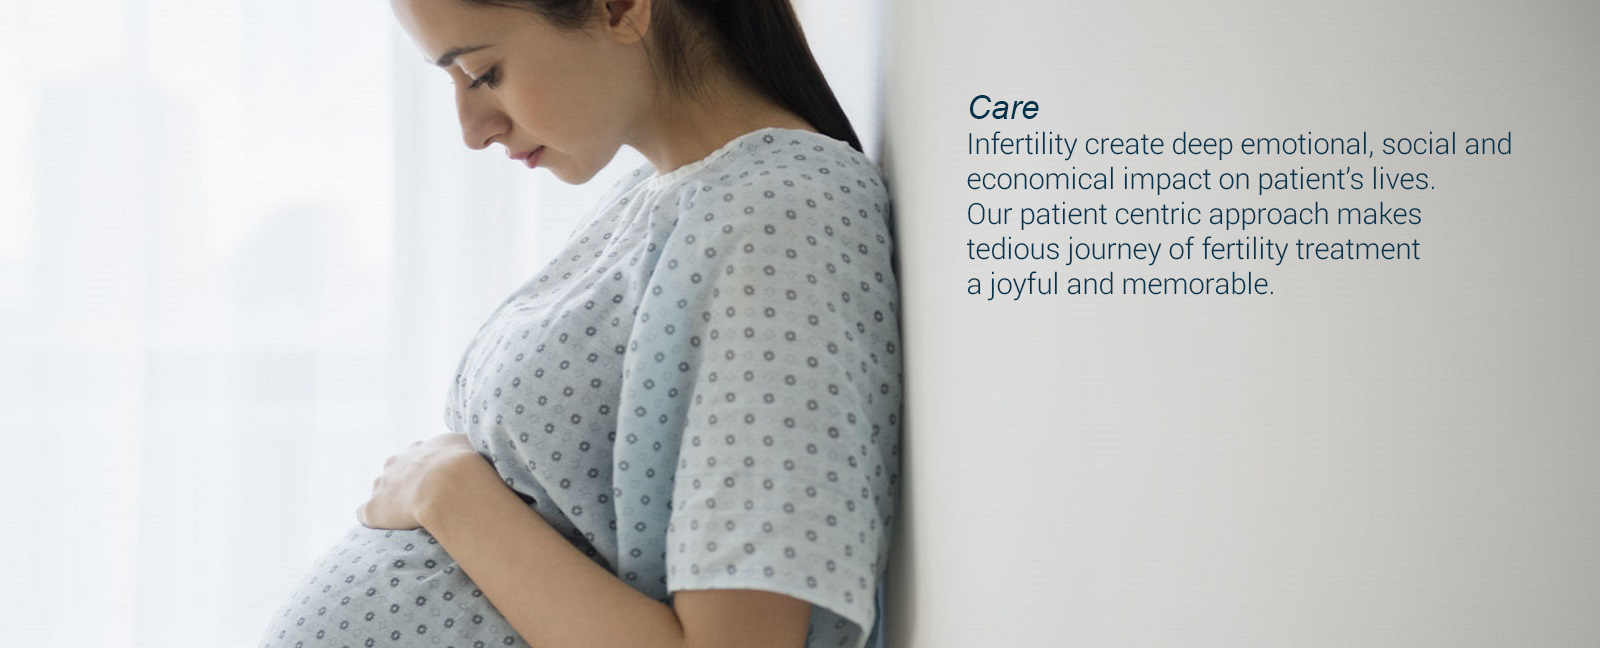 Care
Infertility create deep emotional, social and
economical impact on patient’s lives.
Our patient centric approach makes
tedious journey of fertility treatment
a joyful and memorable.